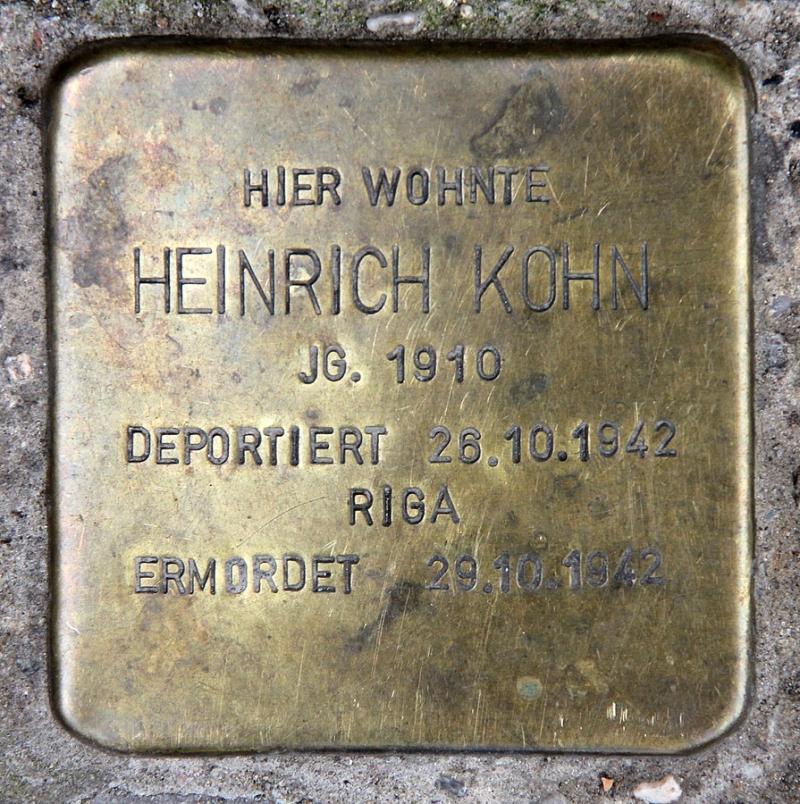 HIER WOHNTE
HEINRICH KOHN
JG. 1910
DEPORTIERT 26.10.1942
RIGA
ERMORDET 29.10.1942